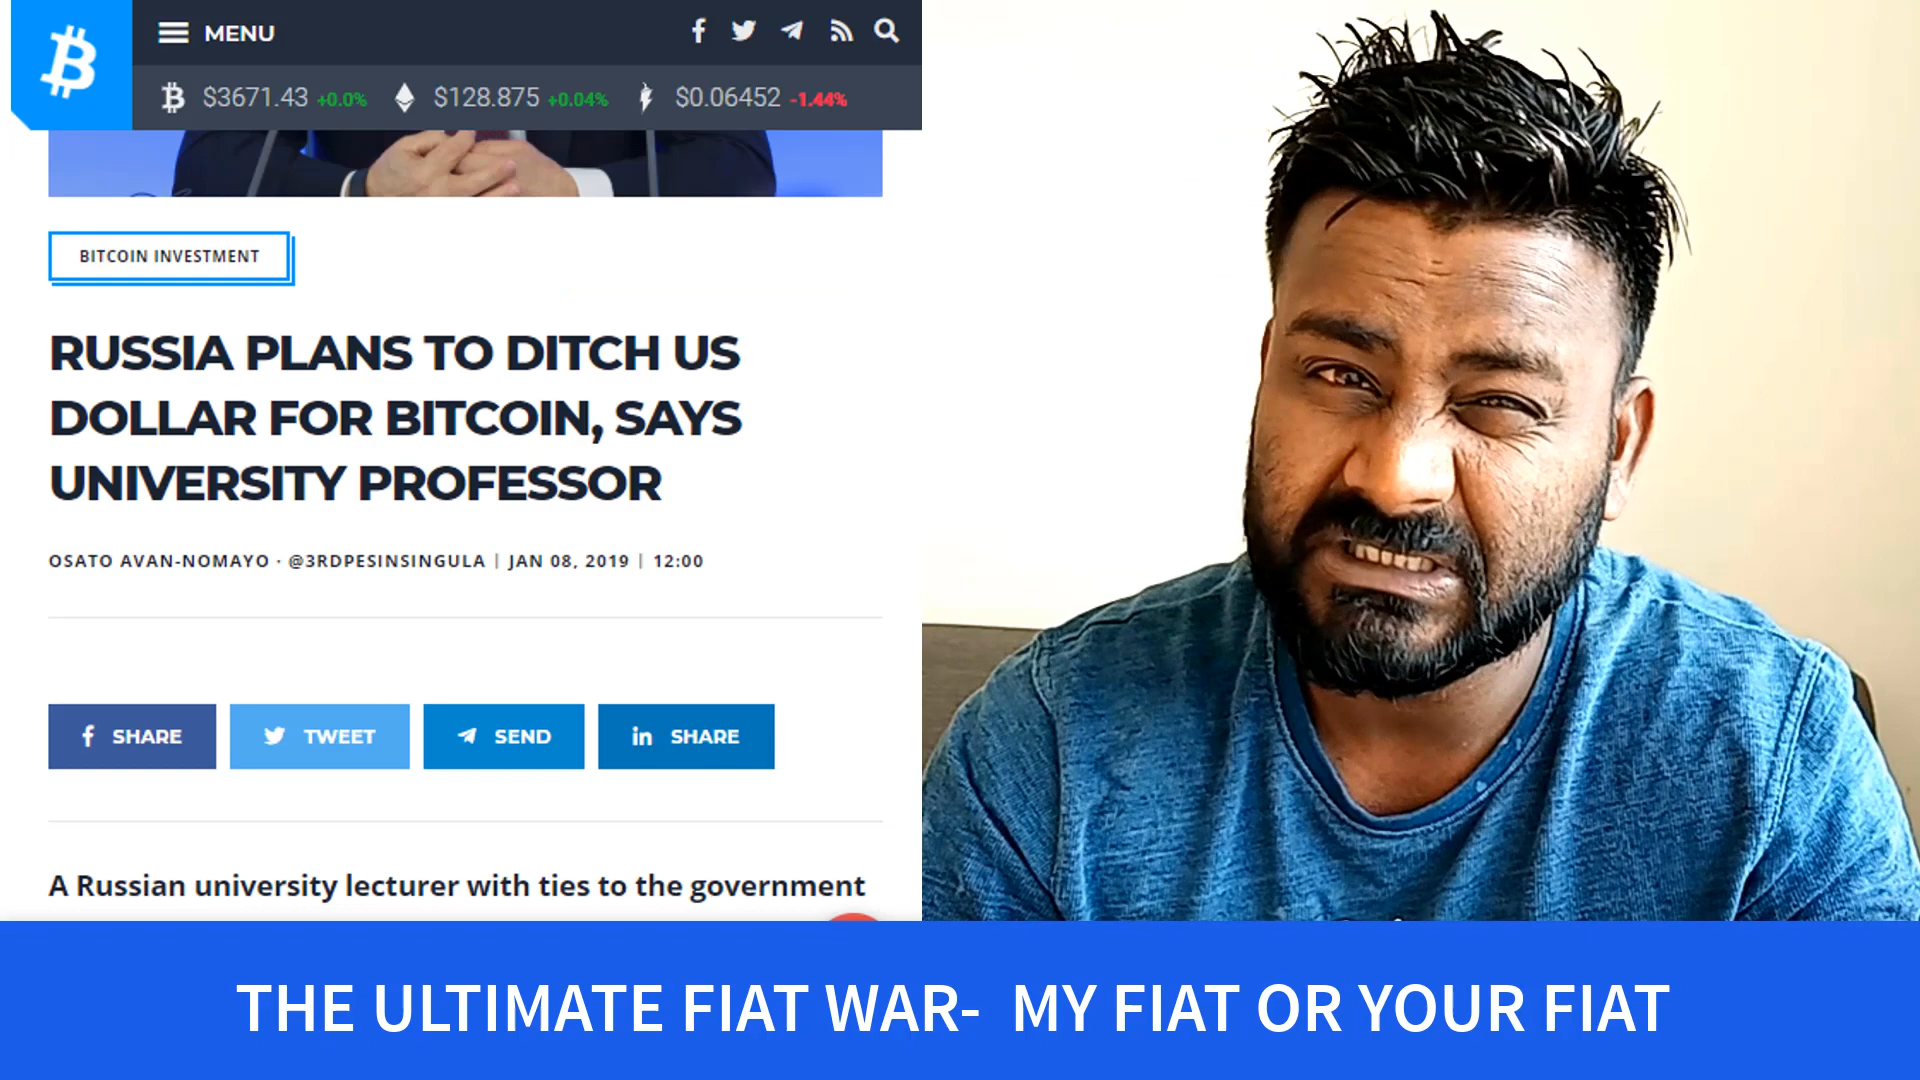 MENU
$3671.43 +0.0% $128.875 +0.04% $0.06452 -1.44%
BITCOIN INVESTMENT
RUSSIA PLANS TO DITCH US
DOLLAR FOR BITCOIN, SAYS
UNIVERSITY PROFESSOR
OSATO AVAN-NOMAYO · @3RDPESINSINGULA | JAN 08, 2019 | 12:00
SHARE TWEET SEND SHARE
A Russian university lecturer with ties to the government
THE ULTIMATE FIAT WAR- MY FIAT OR YOUR FIAT